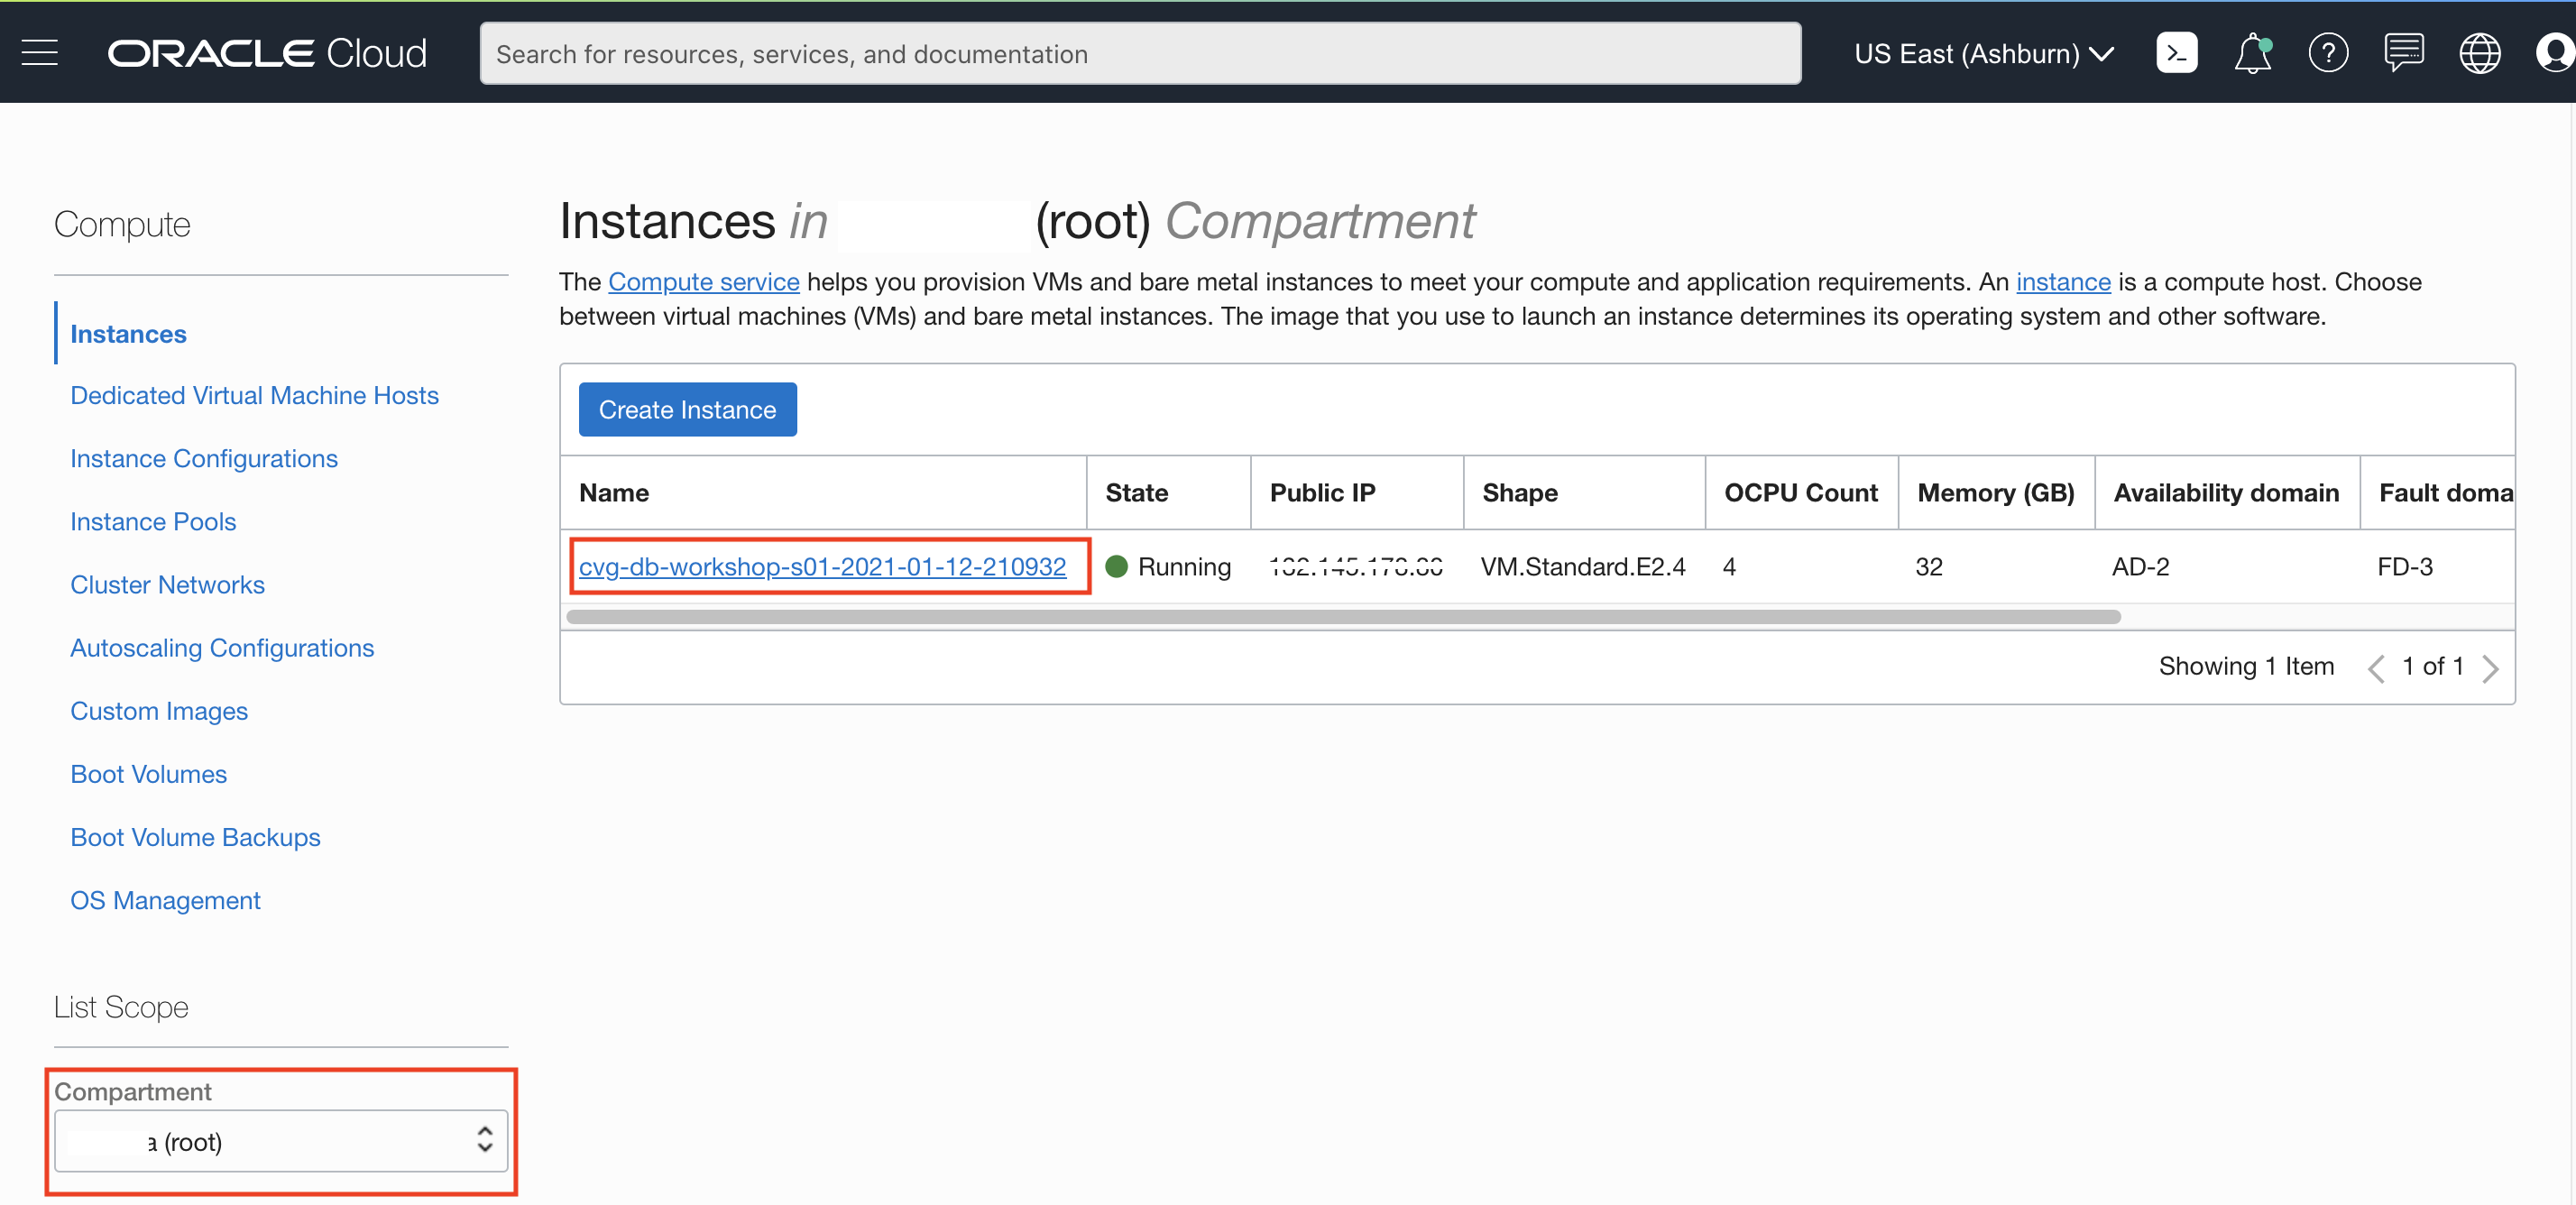 ORACLE Cloud
Search for resources, services, and documentation
US East (Ashburn)
Compute
Instances
Dedicated Virtual Machine Hosts
Instance Configurations
Instance Pools
Cluster Networks
Autoscaling Configurations
Custom Images
Boot Volumes
Boot Volume Backups
OS Management
List Scope
Compartment
a (root)
Instances in (root) Compartment
The Compute service helps you provision VMs and bare metal instances to meet your compute and application requirements. An instance is a compute host. Choose
between virtual machines (VMs) and bare metal instances. The image that you use to launch an instance determines its operating system and other software.
Create Instance
Name State Public IP Shape OCPU Count Memory (GB) Availability domain Fault doma
cvg-db-workshop-s01-2021-01-12-210932 Running VM.Standard.E2.4 4 32 AD-2 FD-3
Showing 1 Item 1 of 1